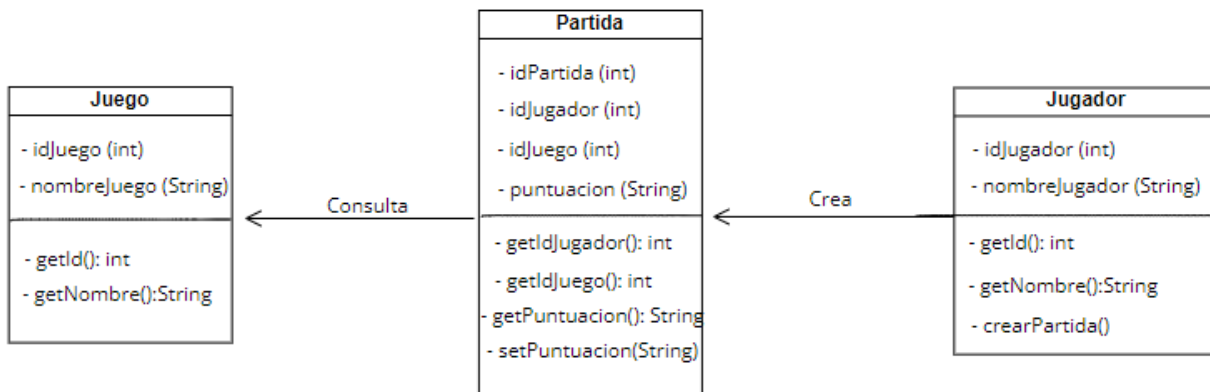 Juego
- idJuego (int)
- nombreJuego (String)
- getId(): int
- getNombre():String
Consulta
Partida
- idPartida (int)
- idJugador (int)
- idJuego (int)
- puntuacion (String)
- getIdJugador(): int
- getIdJuego(): int
- getPuntuacion(): String
- setPuntuacion(String)
Crea
Jugador
- idJugador (int)
- nombreJugador (String)
- getId(): int
- getNombre():String
- crearPartida()